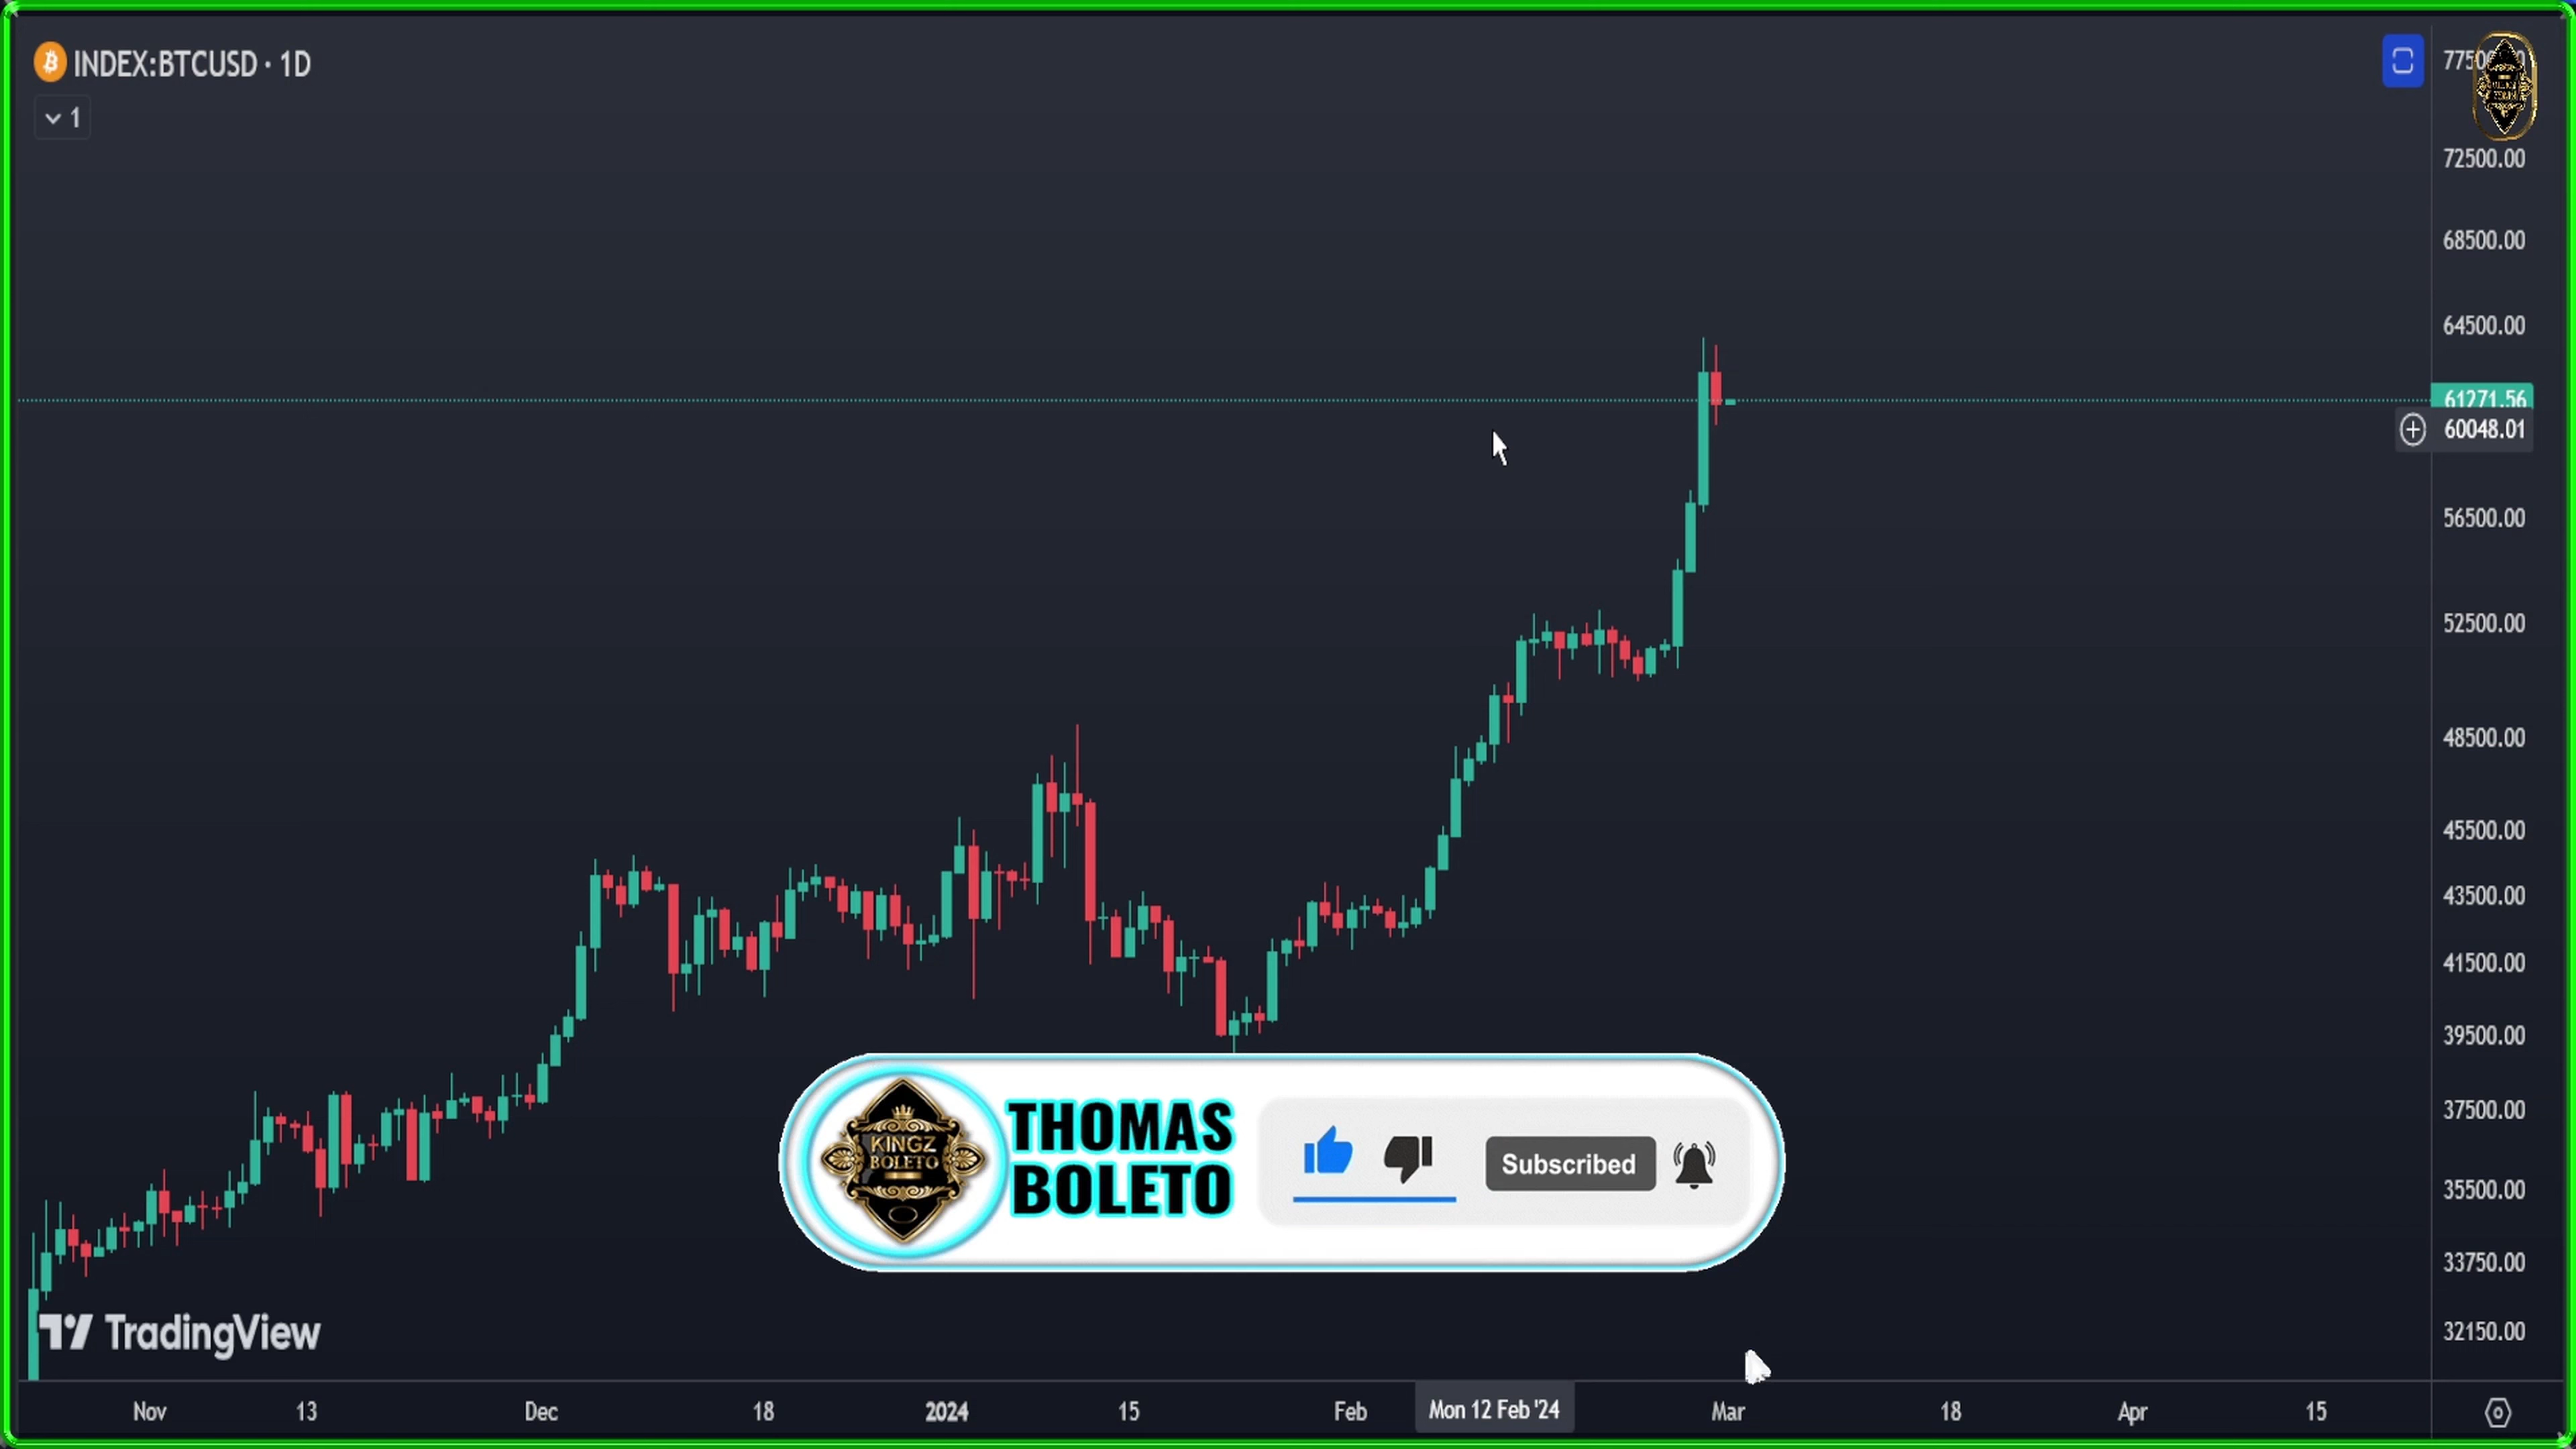 INDEX:BTCUSD · 1D
1
72500.00
68500.00
64500.00
61271.56
60048.01
56500.00
52500.00
48500.00
45500.00
43500.00
41500.00
39500.00
37500.00
35500.00
33750.00
32150.00
KINGZ
BOLETO
THOMAS
BOLETO
Subscribed
TradingView
Nov 13 Dec 18 2024 15 Feb Mon 12 Feb '24 Mar 18 Apr 15